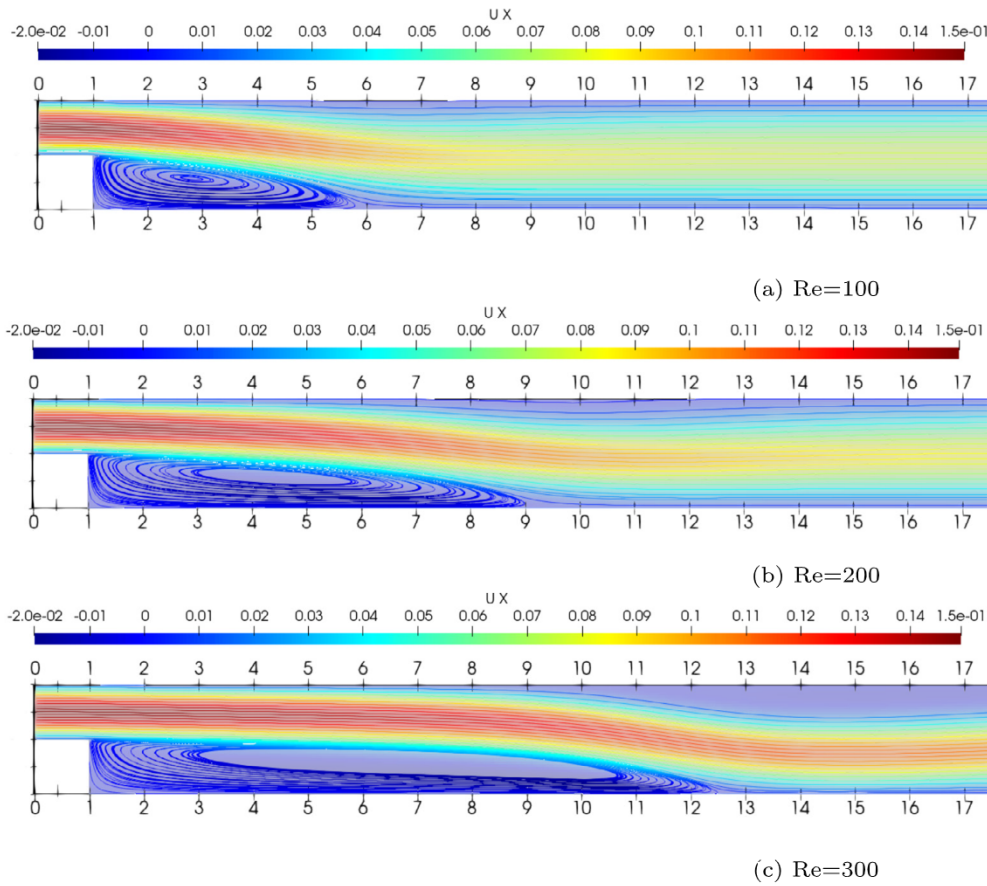 U X
-2.0e-02 -0.01 0 0.01 0.02 0.03 0.04 0.05 0.06 0.07 0.08 0.09 0.1 0.11 0.12 0.13 0.14 1.5e-01
0 1 2 3 4 5 6 7 8 9 10 11 12 13 14 15 16 17
0 2 3 4 5 6 7 8 9 10 11 12 13 14 15 16 17
(a) Re=100
U X
-2.0e-02 -0.01 0 0.01 0.02 0.03 0.04 0.05 0.06 0.07 0.08 0.09 0.1 0.11 0.12 0.13 0.14 1.5e-01
0 1 2 3 4 5 6 7 8 9 10 11 12 13 14 15 16 17
0 1 2 3 4 5 6 7 8 9 10 11 12 13 14 15 16 17
(b) Re=200
U X
-2.0e-02 -0.01 0 0.01 0.02 0.03 0.04 0.05 0.06 0.07 0.08 0.09 0.1 0.11 0.12 0.13 0.14 1.5e-01
0 1 2 3 4 5 6 7 8 9 10 11 12 13 14 15 16 17
0 1 2 3 4 5 6 7 8 9 10 11 12 13 14 15 16 17
(c) Re=300